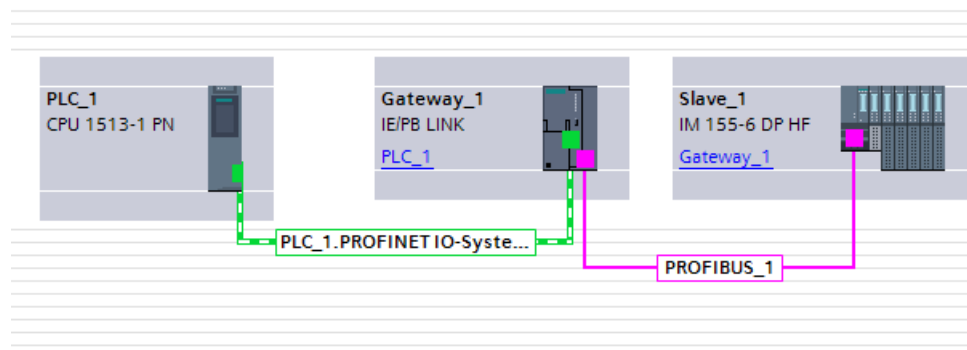 PLC_1
CPU 1513-1 PN
Gateway_1
IE/PB LINK
PLC_1
Slave_1
IM 155-6 DP HF
Gateway_1
PLC_1.PROFINET IO-Syste...
PROFIBUS_1